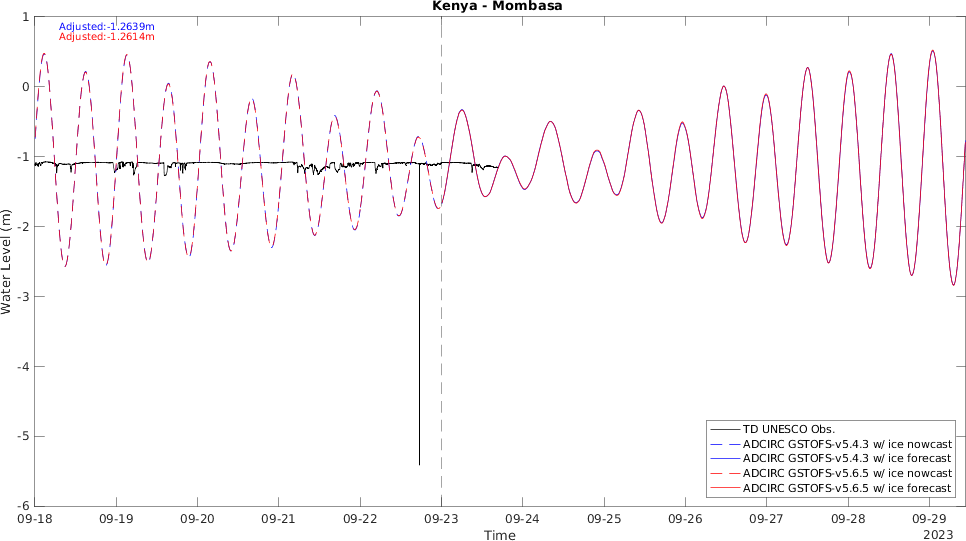 Kenya - Mombasa
Adjusted:-1.2639m
Adjusted:-1.2614m
1
0
-1
-2
-3
-4
-5
-6
Water Level (m)
TD UNESCO Obs.
ADCIRC GSTOFS-v5.4.3 w/ ice nowcast
ADCIRC GSTOFS-v5.4.3 w/ ice forecast
ADCIRC GSTOFS-v5.6.5 w/ ice nowcast
ADCIRC GSTOFS-v5.6.5 w/ ice forecast
09-18 09-19 09-20 09-21 09-22 09-23 09-24 09-25 09-26 09-27 09-28 09-29
Time
2023